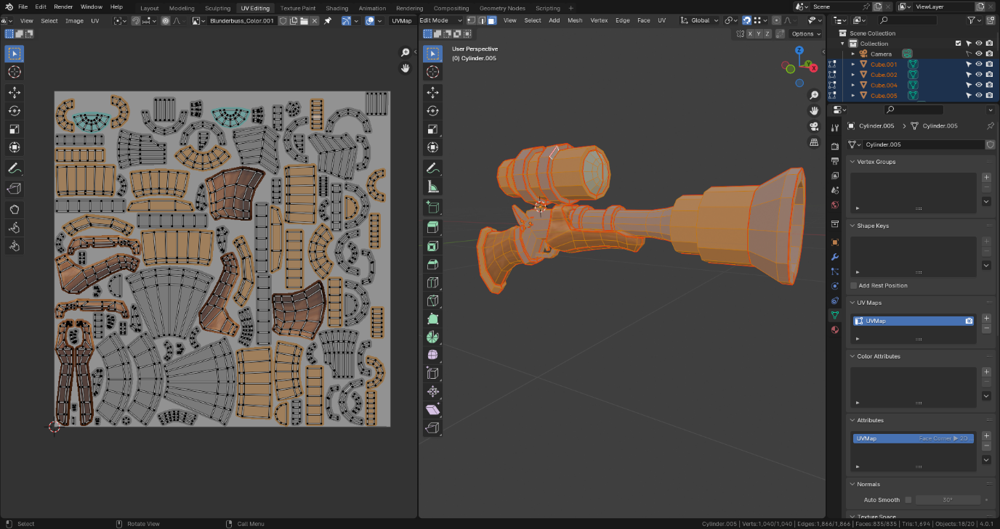 File Edit Render Window Help Layout Modeling Sculpting UV Editing Texture Paint Shading Animation Rendering Compositing Geometry Nodes Scripting + Scene ViewLayer
View Select Image UV Blunderbuss_Color.001 UVMap
Edit Mode View Select Add Mesh Vertex Edge Face UV Global
X Y Z Options
User Perspective
(0) Cylinder.005
Z
Y
X
Scene Collection
Collection
Camera
Cube.001
Cube.002
Cube.004
Cube.005
Cylinder.005 > Cylinder.005
Cylinder.005
Vertex Groups
Shape Keys
Add Rest Position
UV Maps
UVMap
Color Attributes
Attributes
UVMap Face Corner ▶ 2D ...
Normals
Auto Smooth 30°
Texture Space
Select Rotate View Call Menu Cylinder.005 | Verts:1,040/1,040 | Edges:1,866/1,866 | Faces:835/835 | Tris:1,694 | Objects:18/20 | 4.0.1